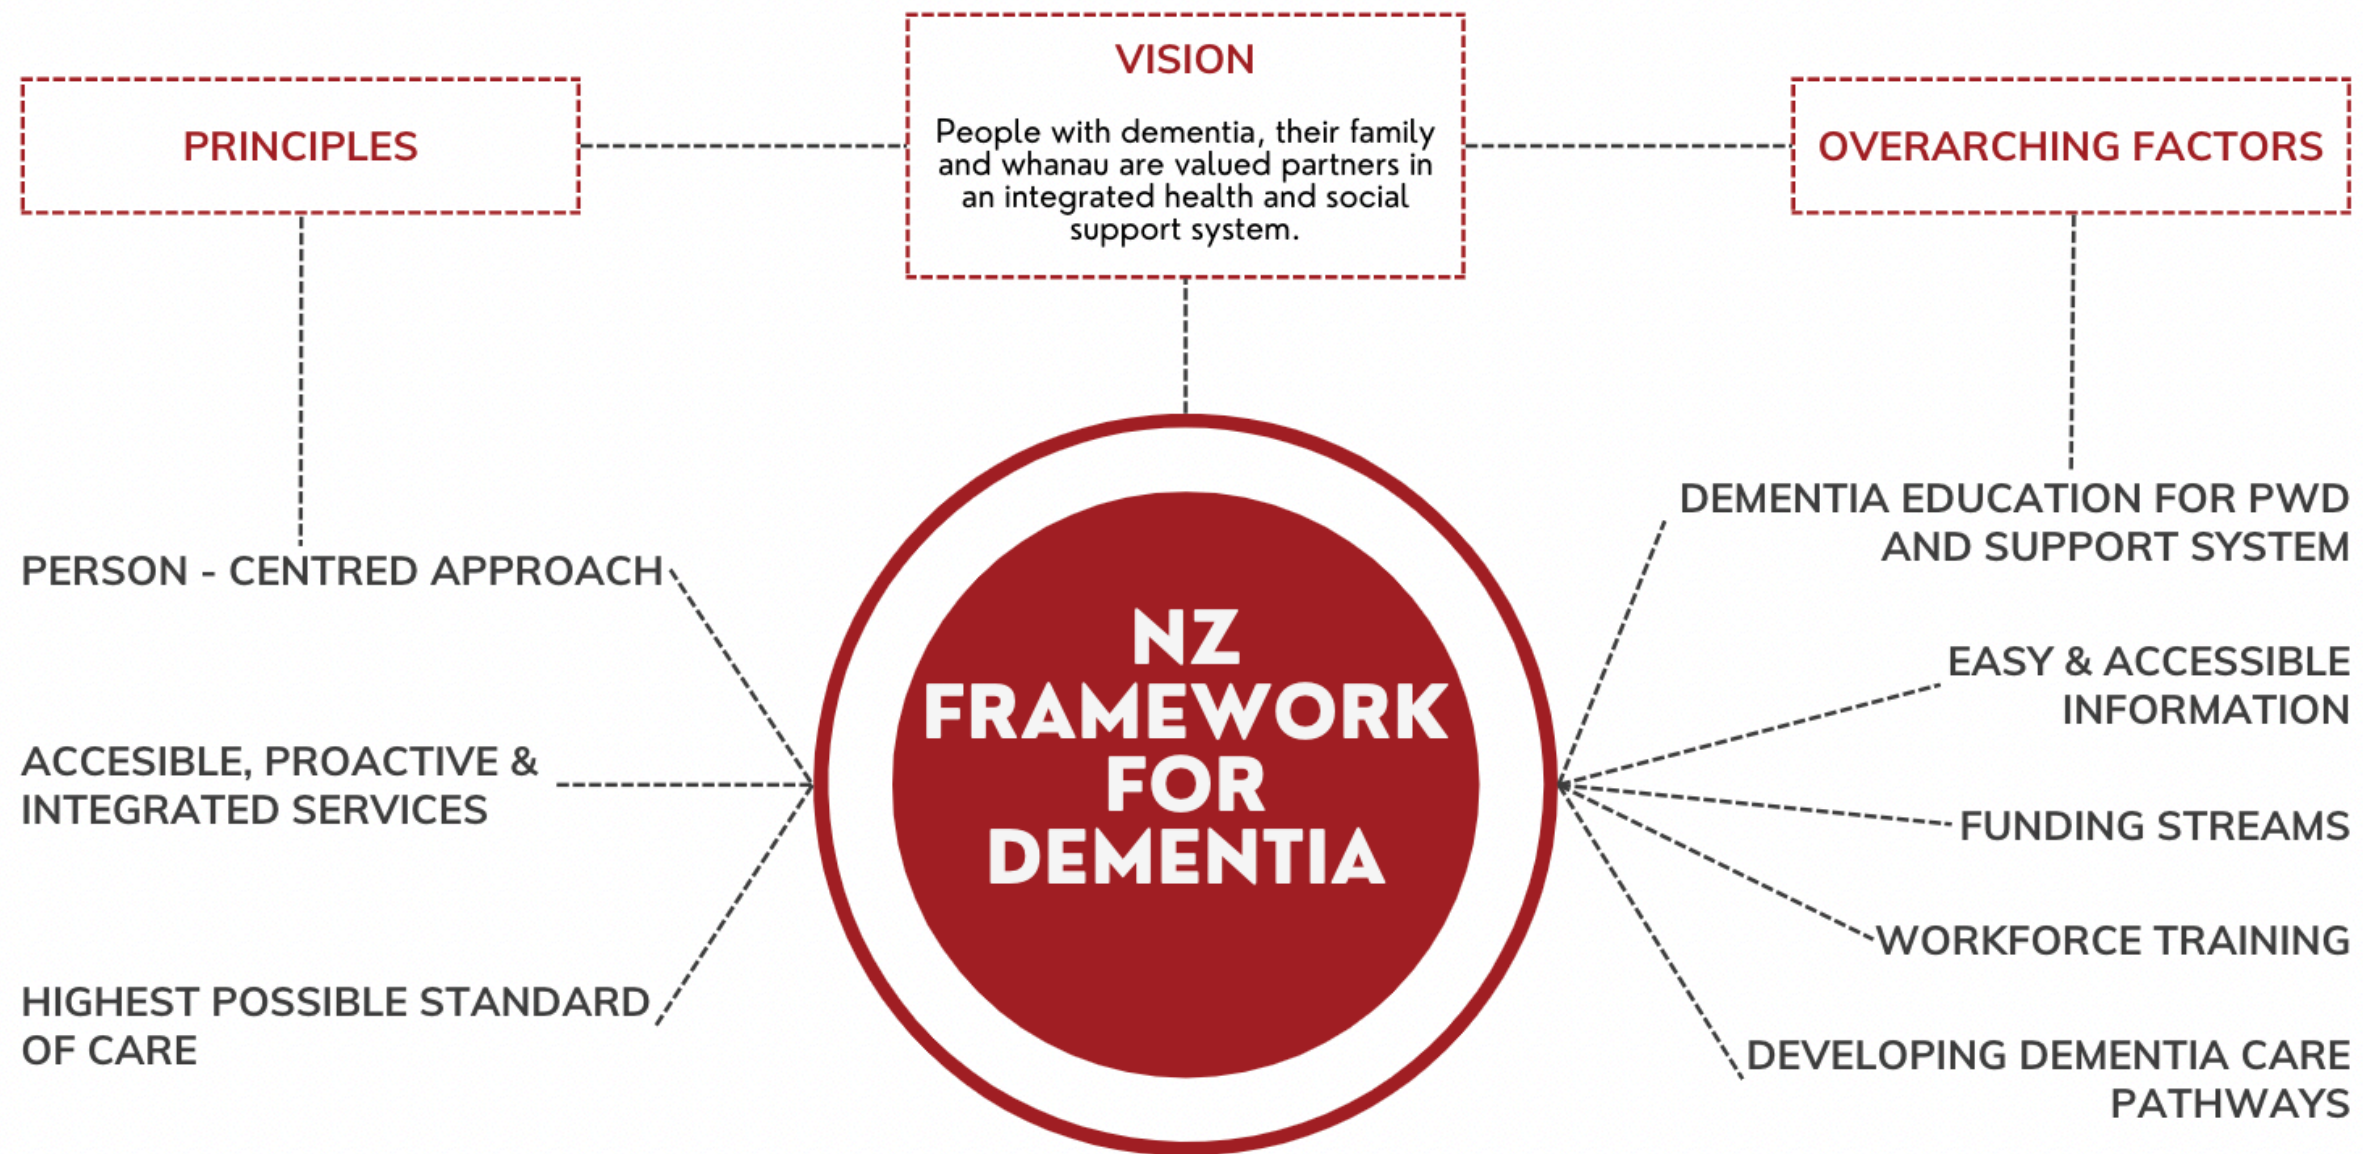 VISION
People with dementia, their family
and whanau are valued partners in
an integrated health and social
support system.
PRINCIPLES
OVERARCHING FACTORS
PERSON - CENTRED APPROACH
ACCESIBLE, PROACTIVE &
INTEGRATED SERVICES
HIGHEST POSSIBLE STANDARD
OF CARE
NZ
FRAMEWORK
FOR
DEMENTIA
DEMENTIA EDUCATION FOR PWD
AND SUPPORT SYSTEM
EASY & ACCESSIBLE
INFORMATION
FUNDING STREAMS
WORKFORCE TRAINING
DEVELOPING DEMENTIA CARE
PATHWAYS